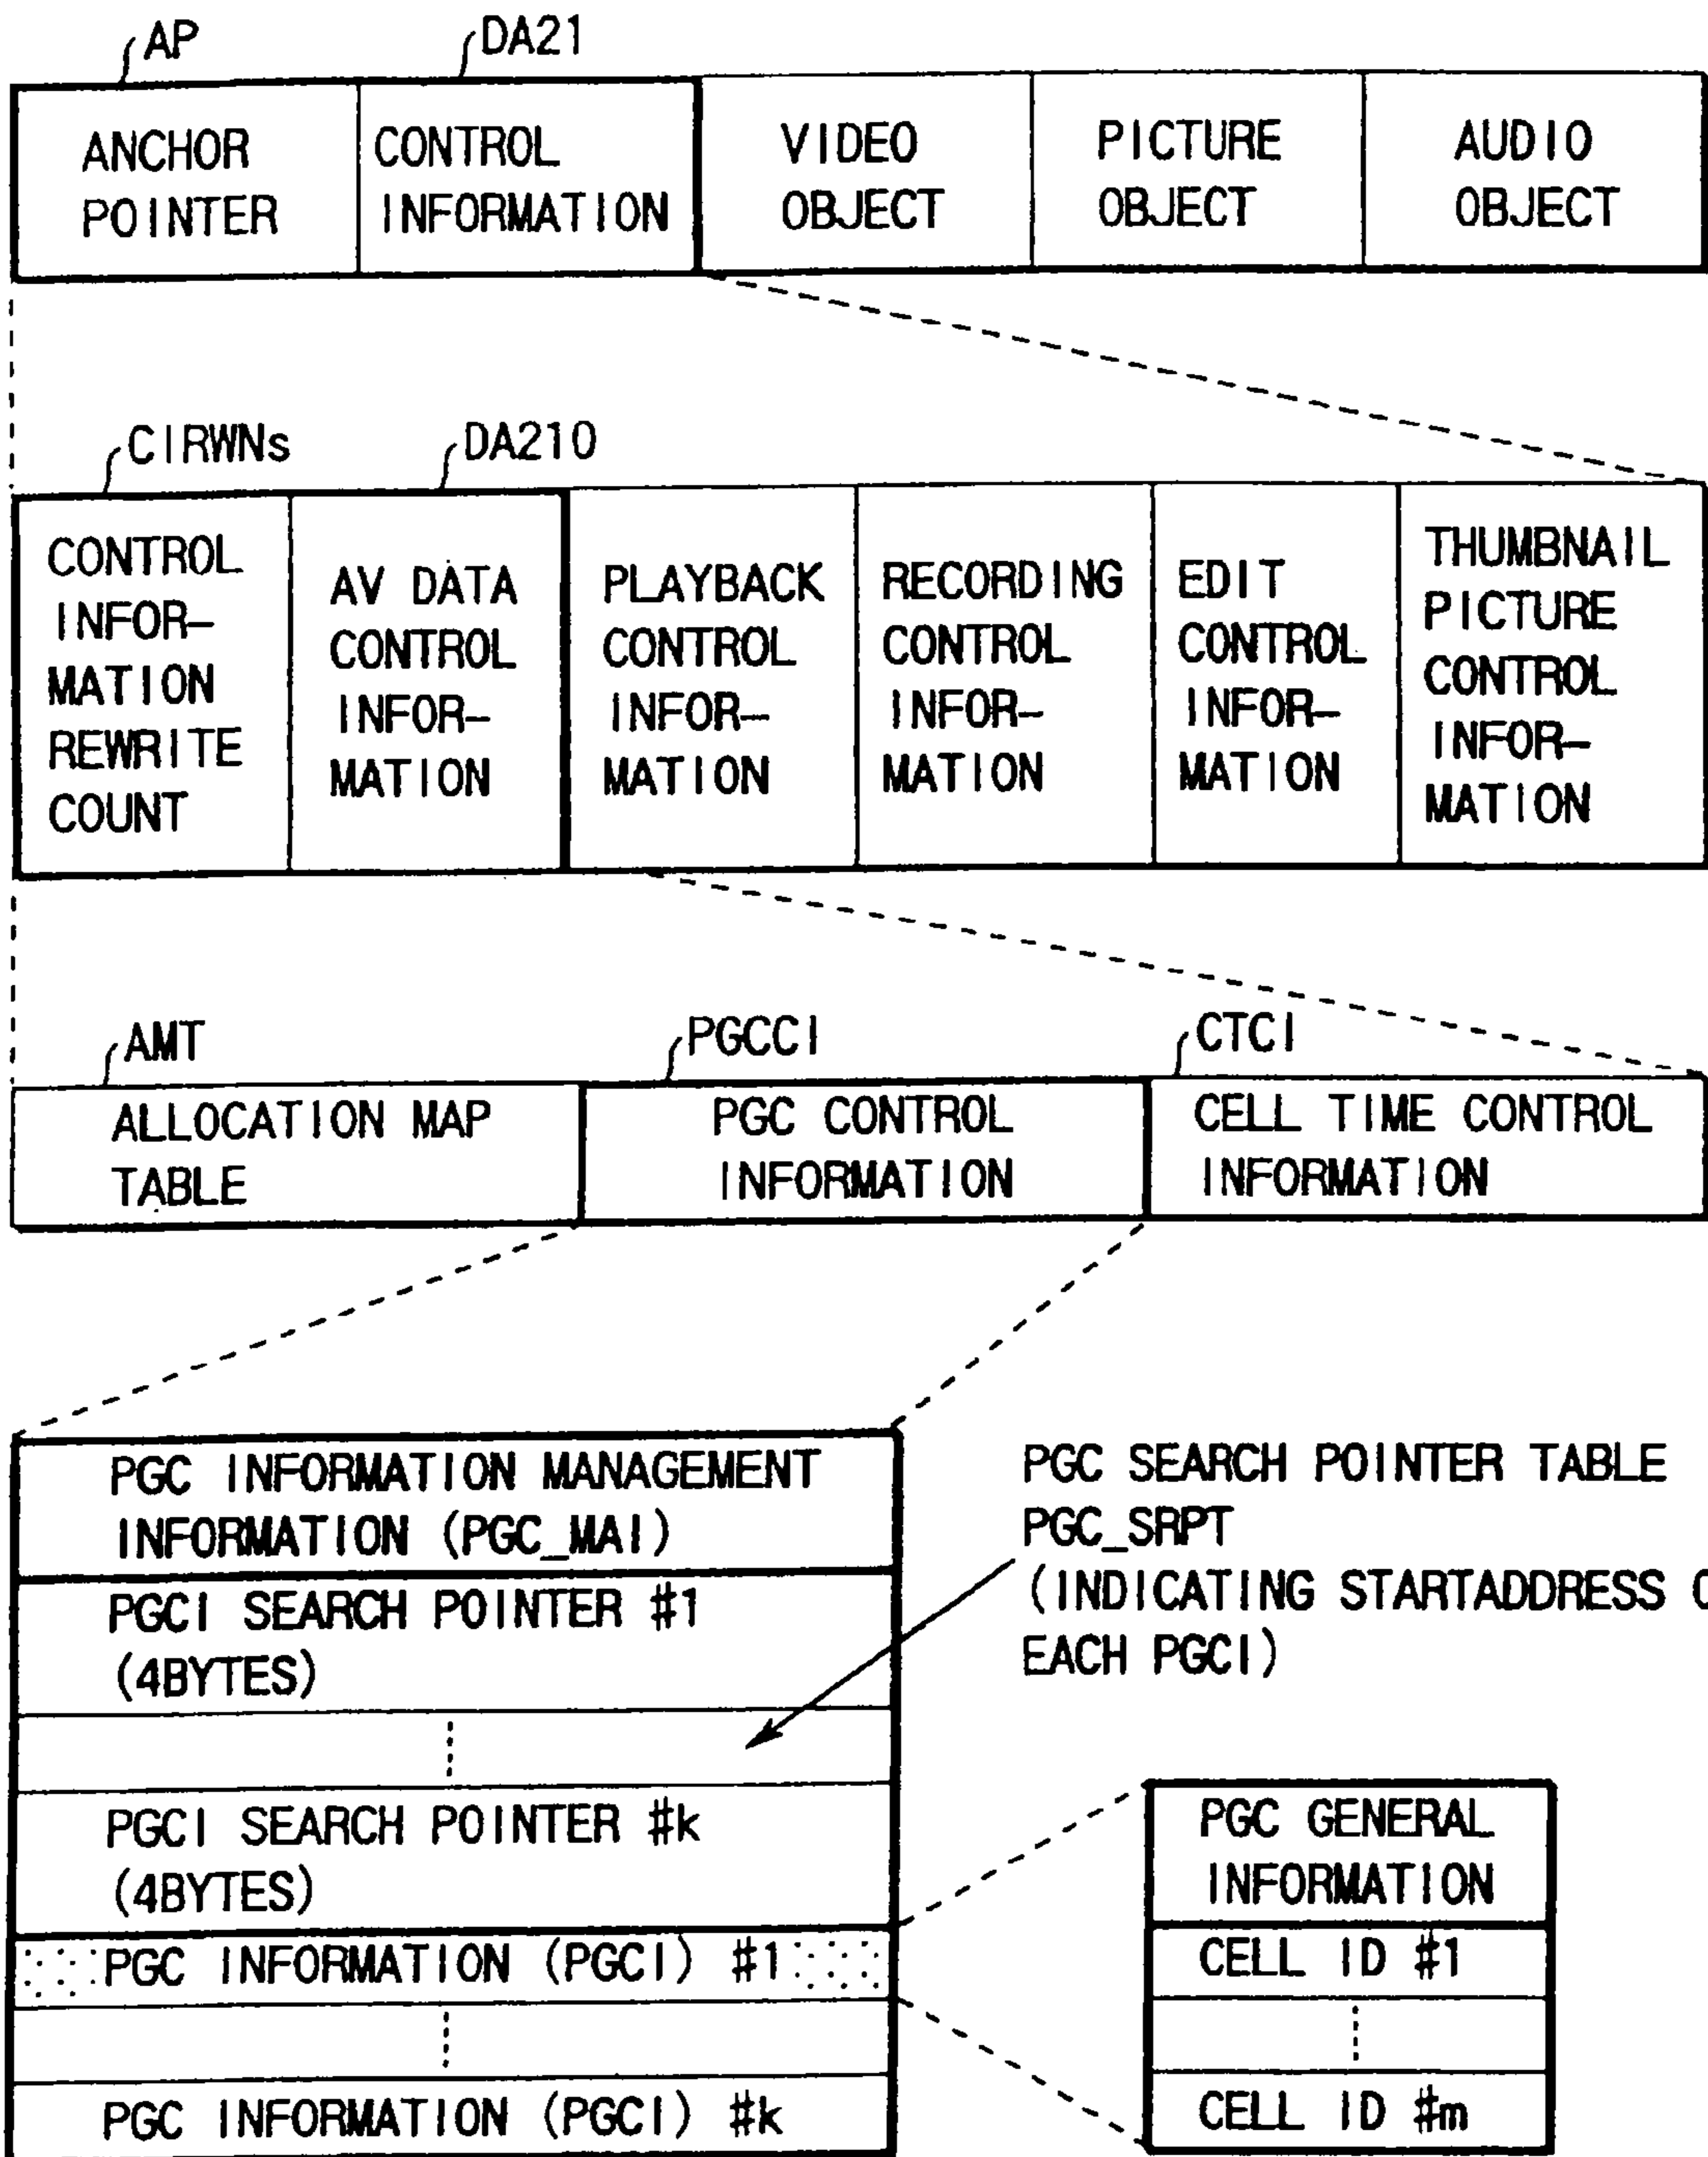 AP
DA21
ANCHOR
POINTER
CONTROL
INFORMATION
VIDEO
OBJECT
PICTURE
OBJECT
AUDIO
OBJECT
CIRWNs
DA210
CONTROL
INFOR-
MATION
REWRITE
COUNT
AV DATA
CONTROL
INFOR-
MATION
PLAYBACK
CONTROL
INFOR-
MATION
RECORDING
CONTROL
INFOR-
MATION
EDIT
CONTROL
INFOR-
MATION
THUMBNAIL
PICTURE
CONTROL
INFOR-
MATION
AMT
PGCCI
CTCI
ALLOCATION MAP
TABLE
PGC CONTROL
INFORMATION
CELL TIME CONTROL
INFORMATION
PGC INFORMATION MANAGEMENT
INFORMATION (PGC_MAI)
PGCI SEARCH POINTER #1
(4BYTES)
PGCI SEARCH POINTER #k
(4BYTES)
PGC INFORMATION (PGCI) #1
PGC INFORMATION (PGCI) #k
PGC SEARCH POINTER TABLE
PGC_SRPT
(INDICATING STARTADDRESS
EACH PGCI)
PGC GENERAL
INFORMATION
CELL ID #1
CELL ID #m